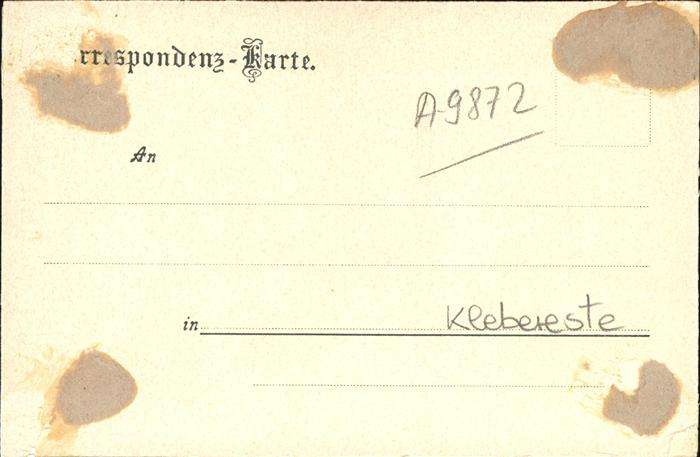 rrespondenz-Karte.
A9872
An
in Klebereste